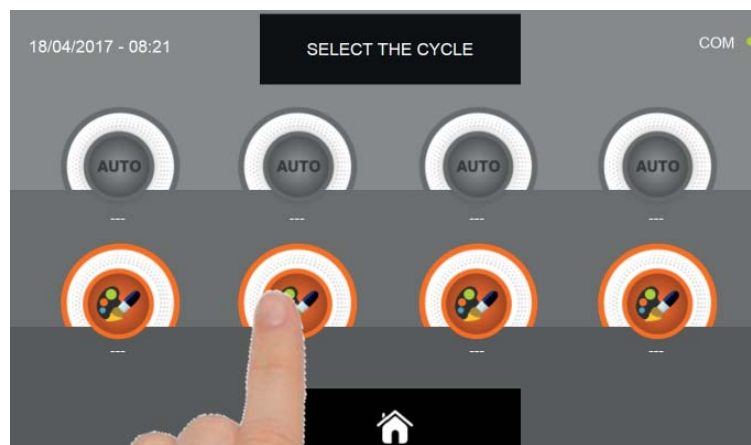 18/04/2017 - 08:21
SELECT THE CYCLE
COM
AUTO AUTO AUTO AUTO
--- --- --- ---
--- --- ---